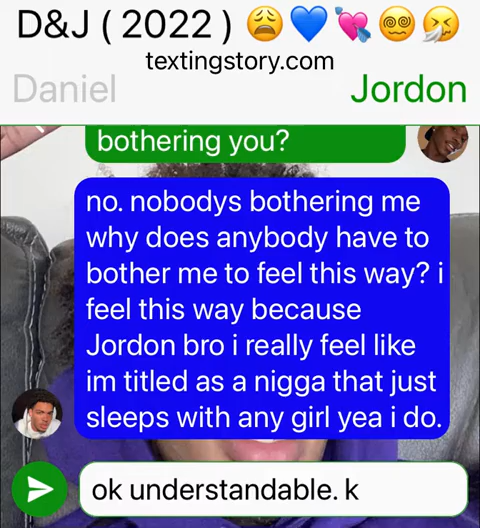 D&J ( 2022 ) 😩💙💘😵‍💫🤧
textingstory.com
Daniel
Jordon
bothering you?
no. nobodys bothering me
why does anybody have to
bother me to feel this way? i
feel this way because
Jordon bro i really feel like
im titled as a nigga that just
sleeps with any girl yea i do.
ok understandable. k